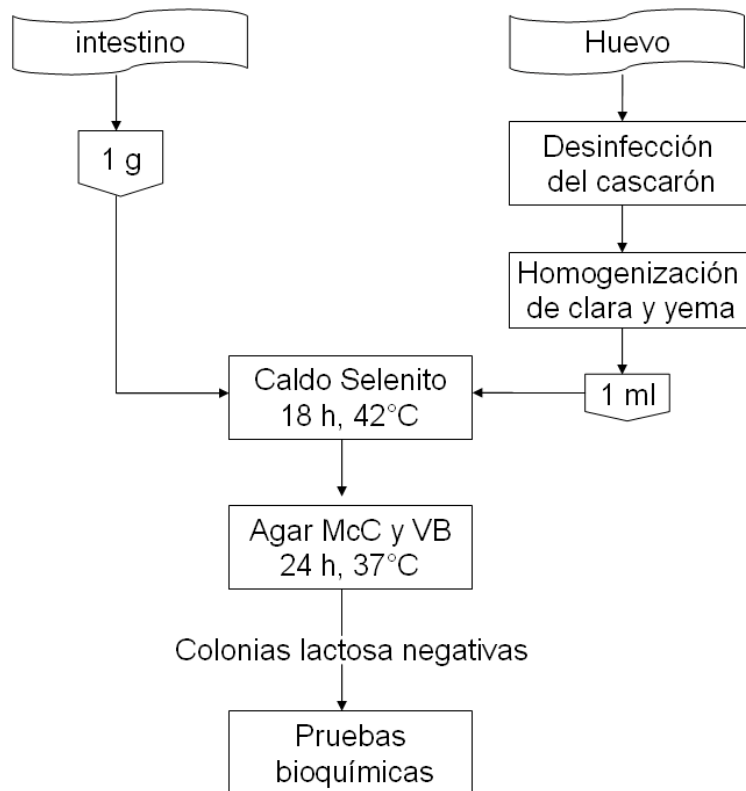 intestino
Huevo
1 g
Desinfección
del cascarón
Homogenización
de clara y yema
1 ml
Caldo Selenito
18 h, 42°C
Agar McC y VB
24 h, 37°C
Colonias lactosa negativas
Pruebas
bioquímicas